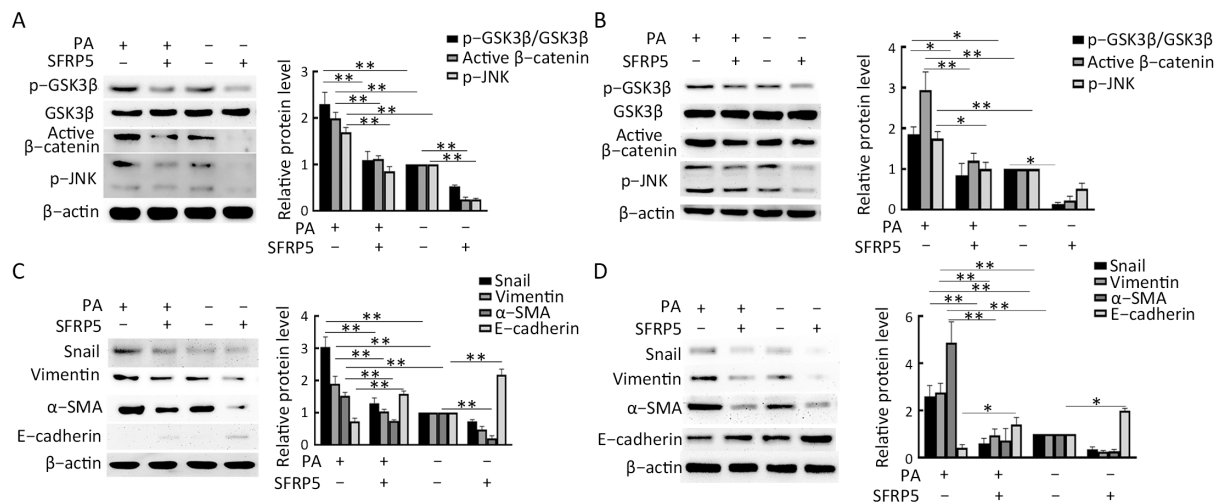 A
PA + + – –
SFRP5 – + – +
p-GSK3β
GSK3β
Active
β-catenin
p-JNK
β-actin
p-GSK3β/GSK3β
Active β-catenin
p-JNK
Relative protein level
3
2
1
0
**
**
**
**
**
**
**
**
PA + + – –
SFRP5 – + – +
B
PA + + – –
SFRP5 – + – +
p-GSK3β
GSK3β
Active
β-catenin
p-JNK
β-actin
p-GSK3β/GSK3β
Active β-catenin
p-JNK
Relative protein level
4
3
2
1
0
*
*
**
**
**
*
*
PA + + – –
SFRP5 – + – +
C
PA + + – –
SFRP5 – + – +
Snail
Vimentin
α-SMA
E-cadherin
β-actin
Snail
Vimentin
α-SMA
E-cadherin
Relative protein level
4
3
2
1
0
**
**
**
**
**
**
**
**
PA + + – –
SFRP5 – + – +
D
PA + + – –
SFRP5 – + – +
Snail
Vimentin
α-SMA
E-cadherin
β-actin
Snail
Vimentin
α-SMA
E-cadherin
Relative protein level
6
4
2
0
**
**
**
**
**
**
*
*
PA + + – –
SFRP5 – + – +